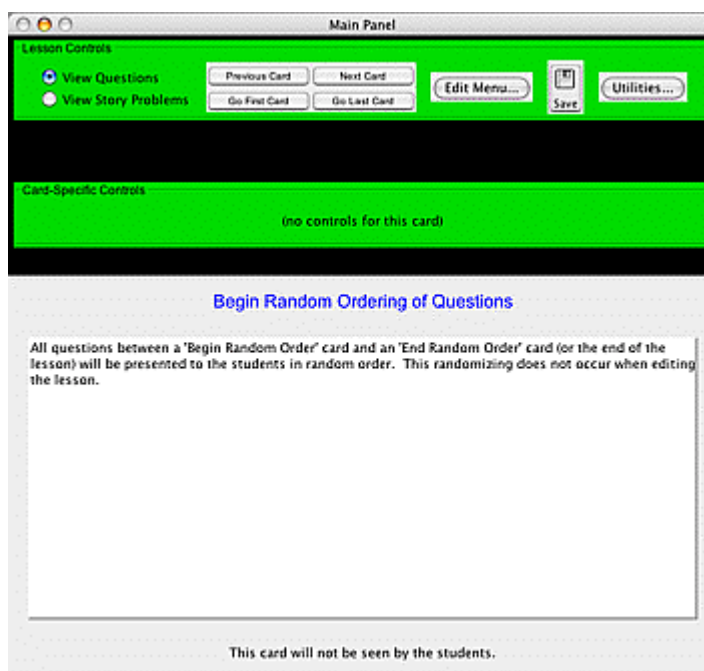 Main Panel
Lesson Controls
View Questions
View Story Problems
Previous Card
Next Card
Go First Card
Go Last Card
Edit Menu...
Save
Utilities...
Card-Specific Controls
(no controls for this card)
Begin Random Ordering of Questions
All questions between a 'Begin Random Order' card and an 'End Random Order' card (or the end of the
lesson) will be presented to the students in random order.  This randomizing does not occur when editing
the lesson.
This card will not be seen by the students.